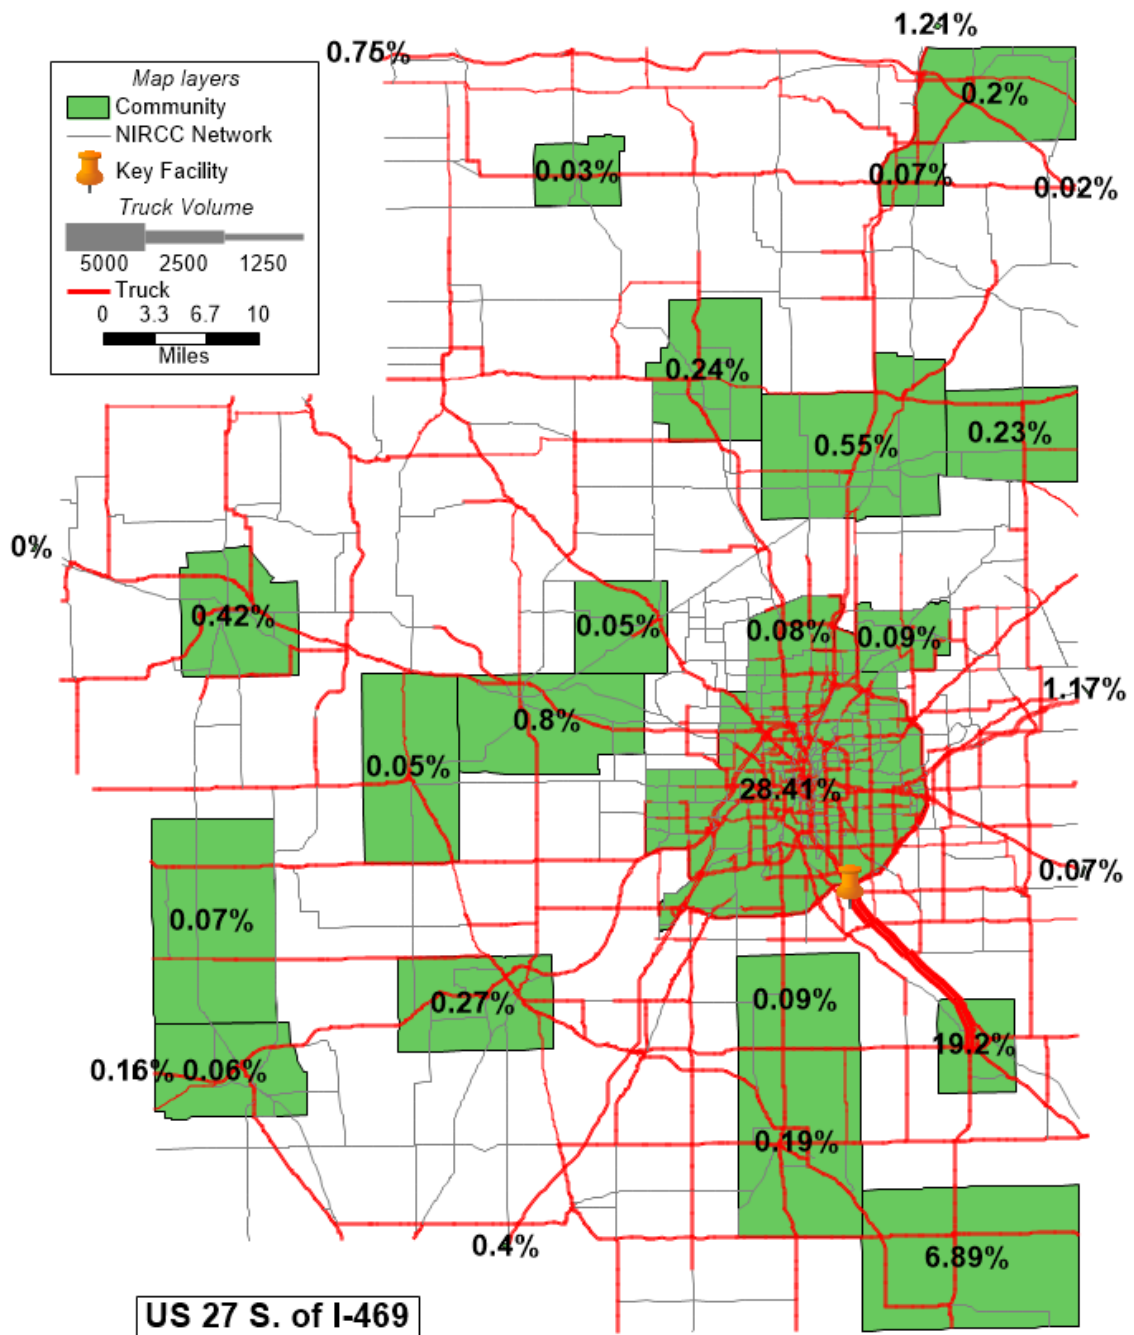 1.21%
0.75%
Map layers
Community
NIRCC Network
Key Facility
Truck Volume
5000 2500 1250
Truck
0 3.3 6.7 10
Miles
0.2%
0.03%
0.07%
0.02%
0.24%
0.55%
0.23%
0%
0.42%
0.05%
0.08%
0.09%
1.17%
0.8%
0.05%
28.41%
0.07%
0.07%
0.27%
0.09%
19.2%
0.16%
0.06%
0.19%
0.4%
6.89%
US 27 S. of I-469